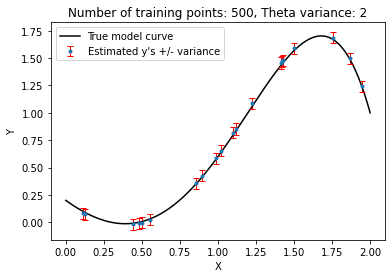 Number of training points: 500, Theta variance: 2
True model curve
Estimated y's +/- variance
1.75
1.50
1.25
1.00
0.75
0.50
0.25
0.00
Y
0.00 0.25 0.50 0.75 1.00 1.25 1.50 1.75 2.00
X